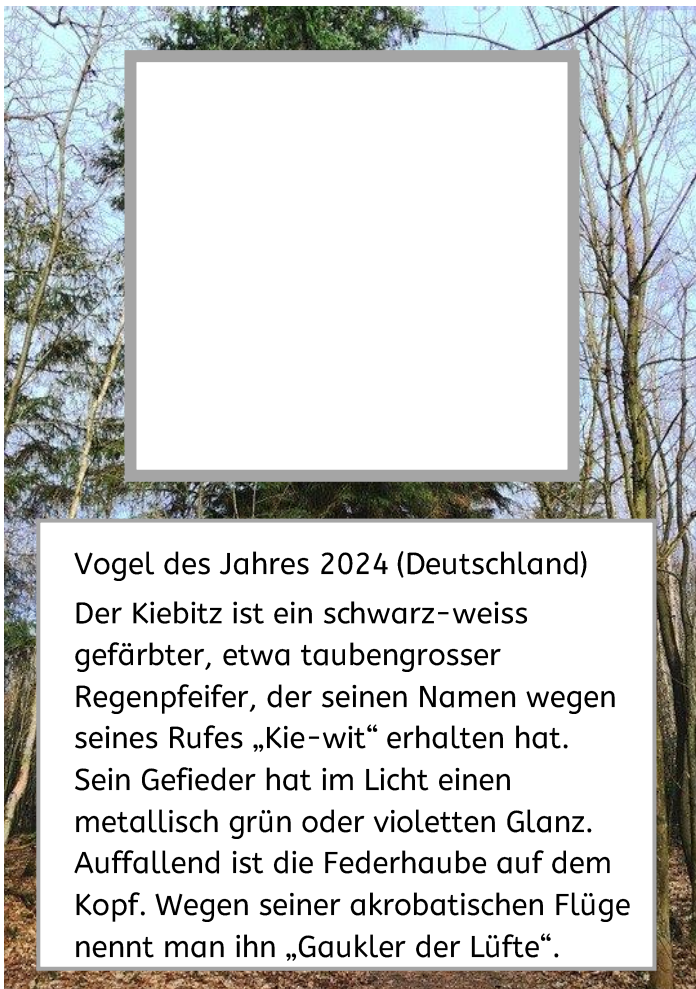 Vogel des Jahres 2024 (Deutschland)
Der Kiebitz ist ein schwarz-weiss
gefärbter, etwa taubengrosser
Regenpfeifer, der seinen Namen wegen
seines Rufes „Kie-wit“ erhalten hat.
Sein Gefieder hat im Licht einen
metallisch grün oder violetten Glanz.
Auffallend ist die Federhaube auf dem
Kopf. Wegen seiner akrobatischen Flüge
nennt man ihn „Gaukler der Lüfte“.